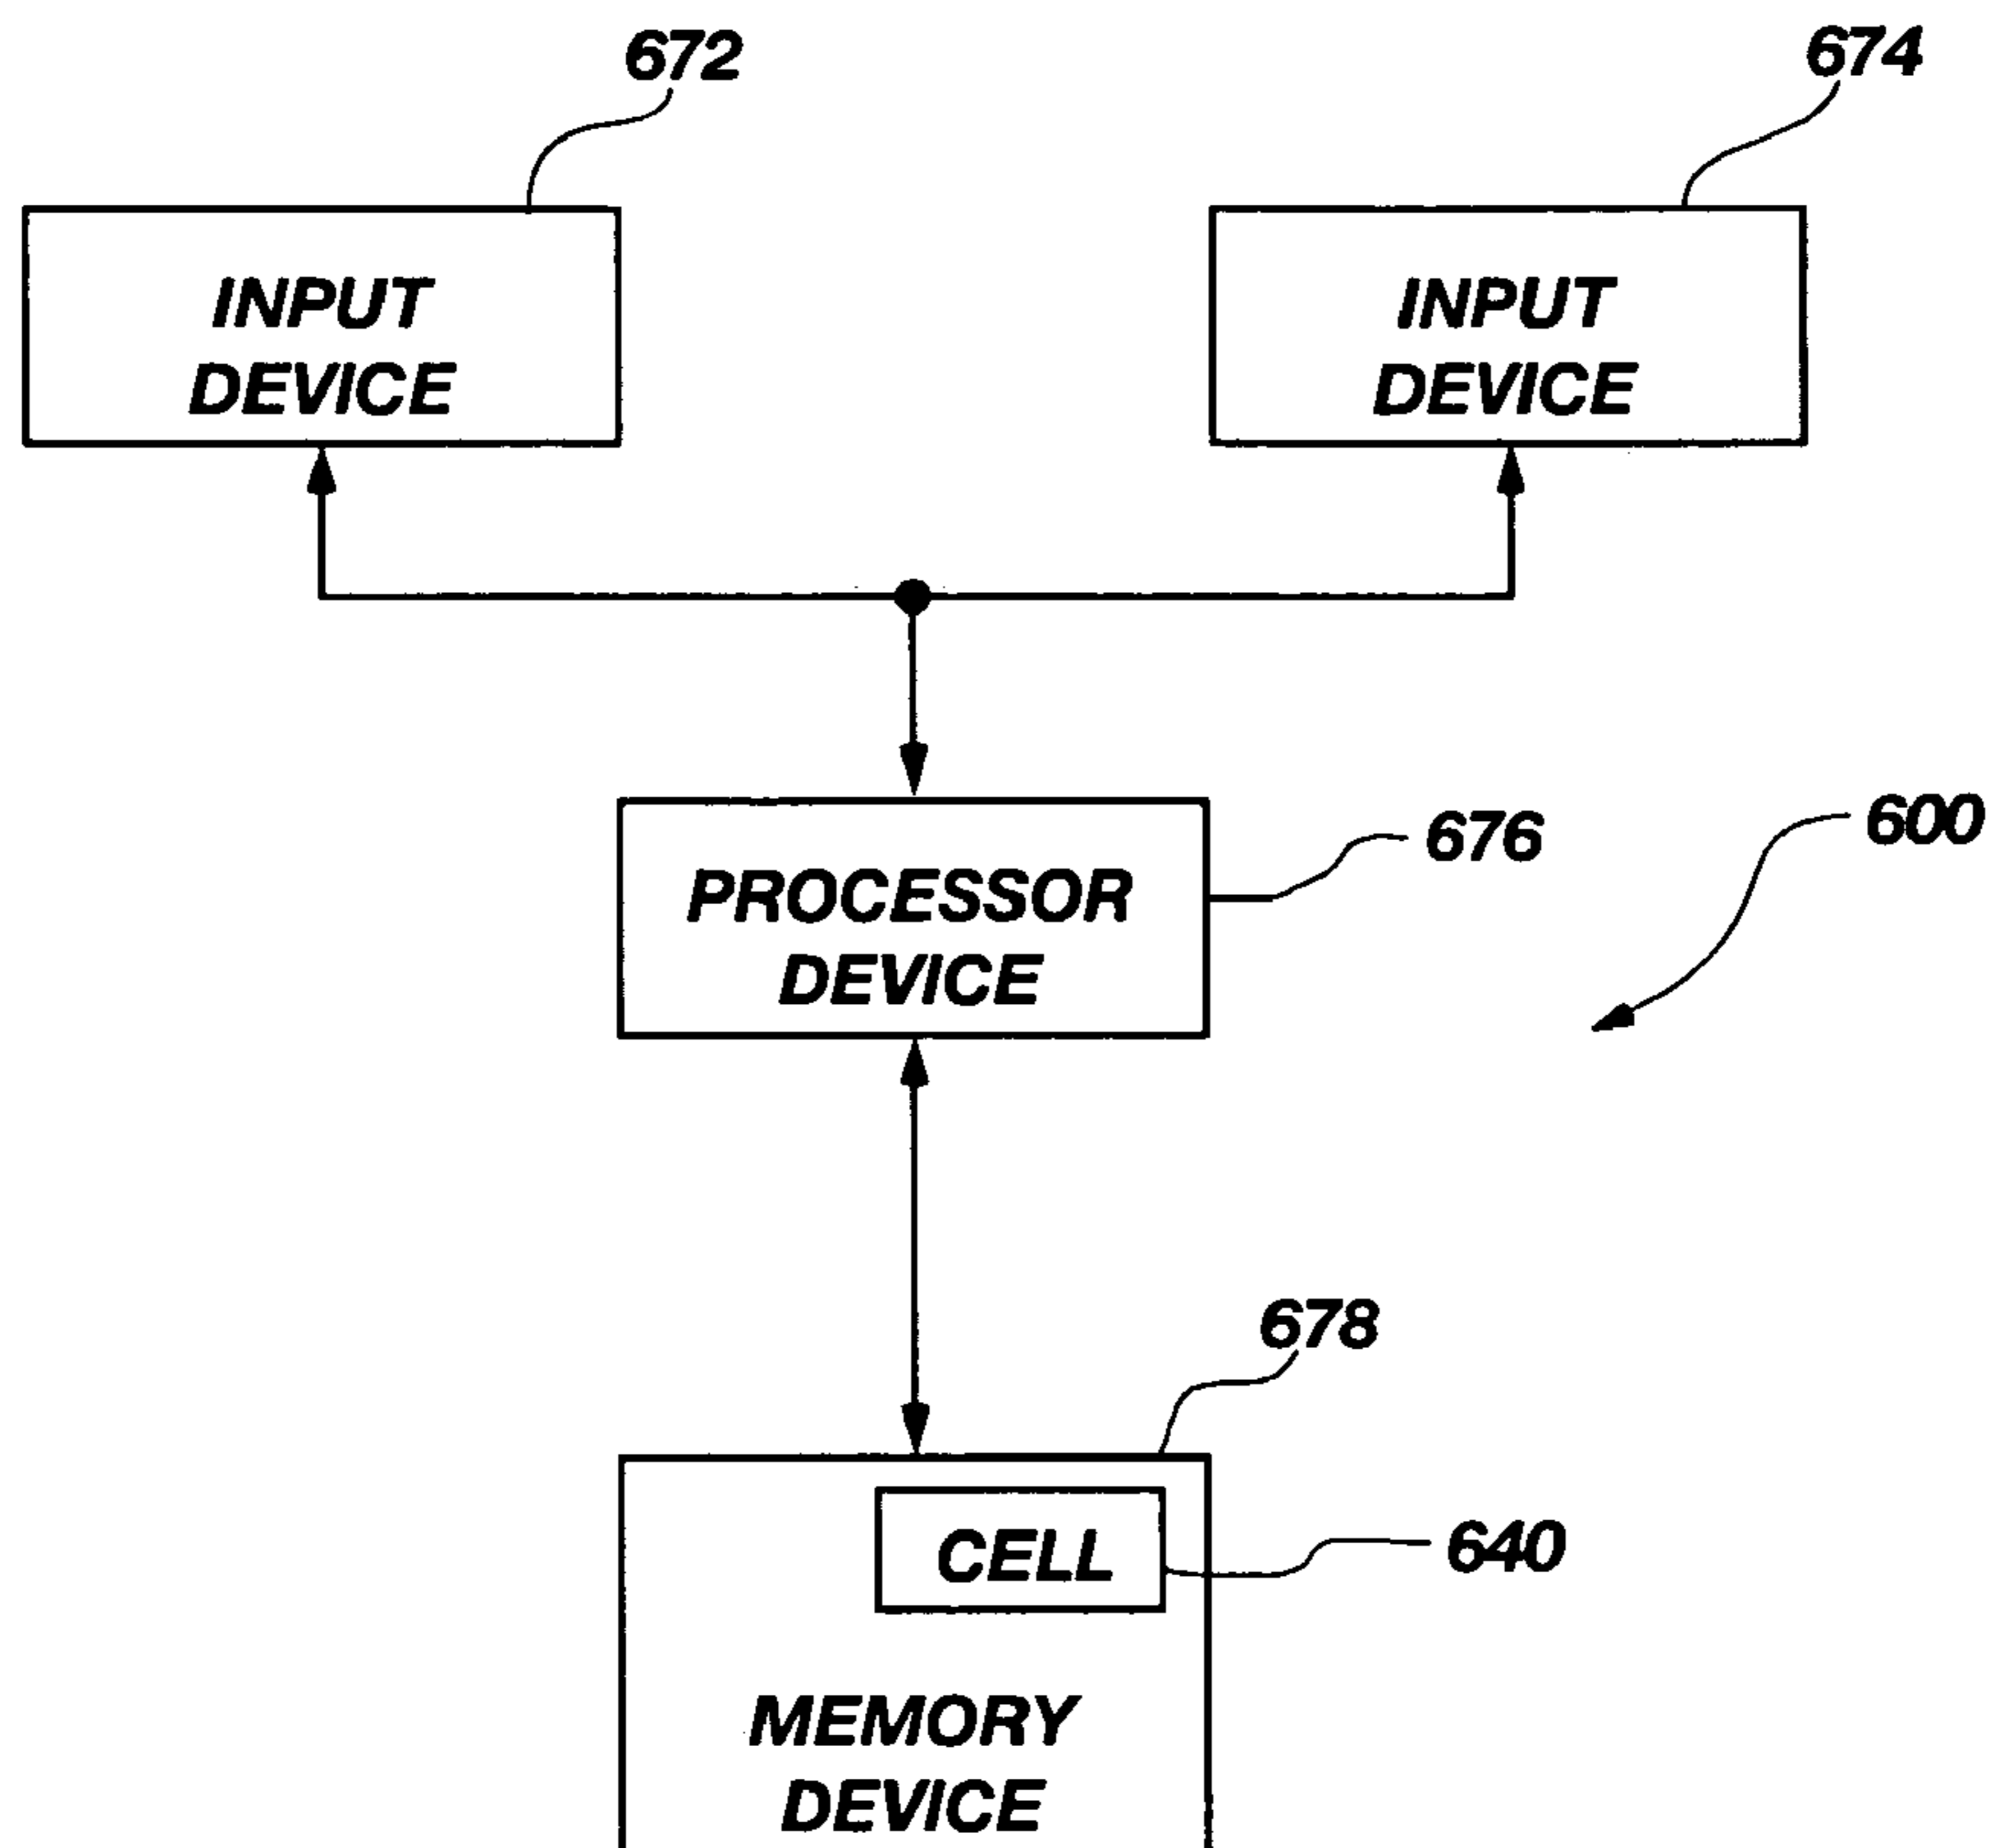 672
674
INPUT
DEVICE
INPUT
DEVICE
PROCESSOR
DEVICE
676
600
678
CELL
640
MEMORY
DEVICE